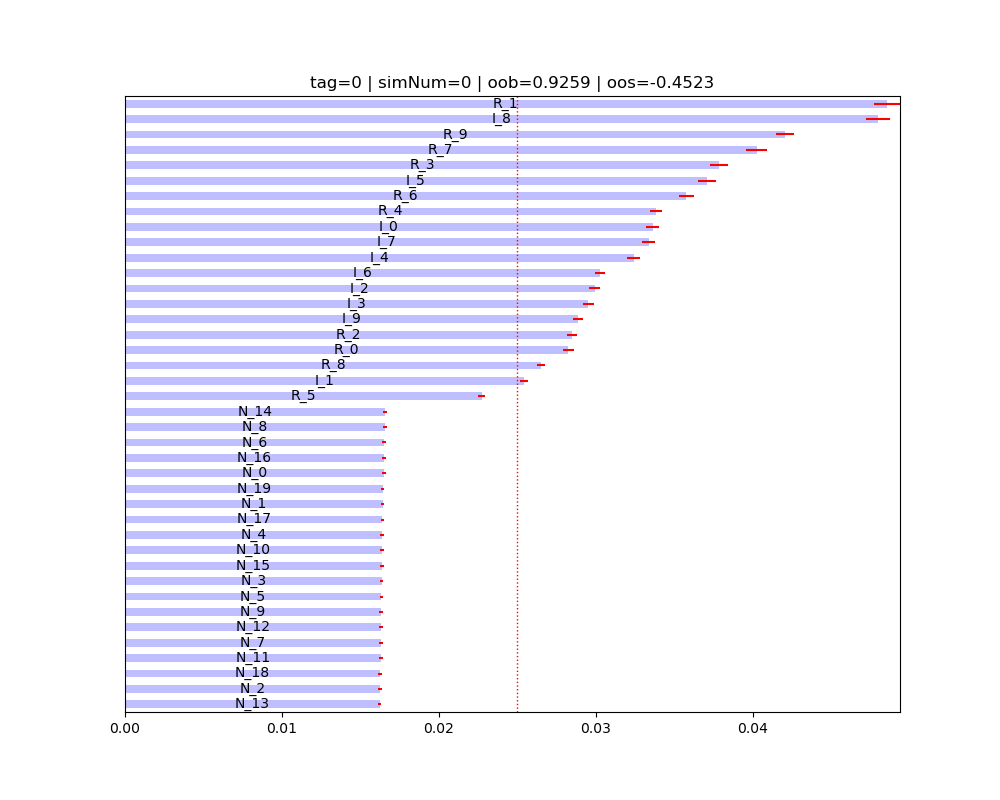 tag=0 | simNum=0 | oob=0.9259 | oos=-0.4523
R_1
I_8
R_9
R_7
R_3
I_5
R_6
R_4
I_0
I_7
I_4
I_6
I_2
I_3
I_9
R_2
R_0
R_8
I_1
R_5
N_14
N_8
N_6
N_16
N_0
N_19
N_1
N_17
N_4
N_10
N_15
N_3
N_5
N_9
N_12
N_7
N_11
N_18
N_2
N_13
0.00 0.01 0.02 0.03 0.04